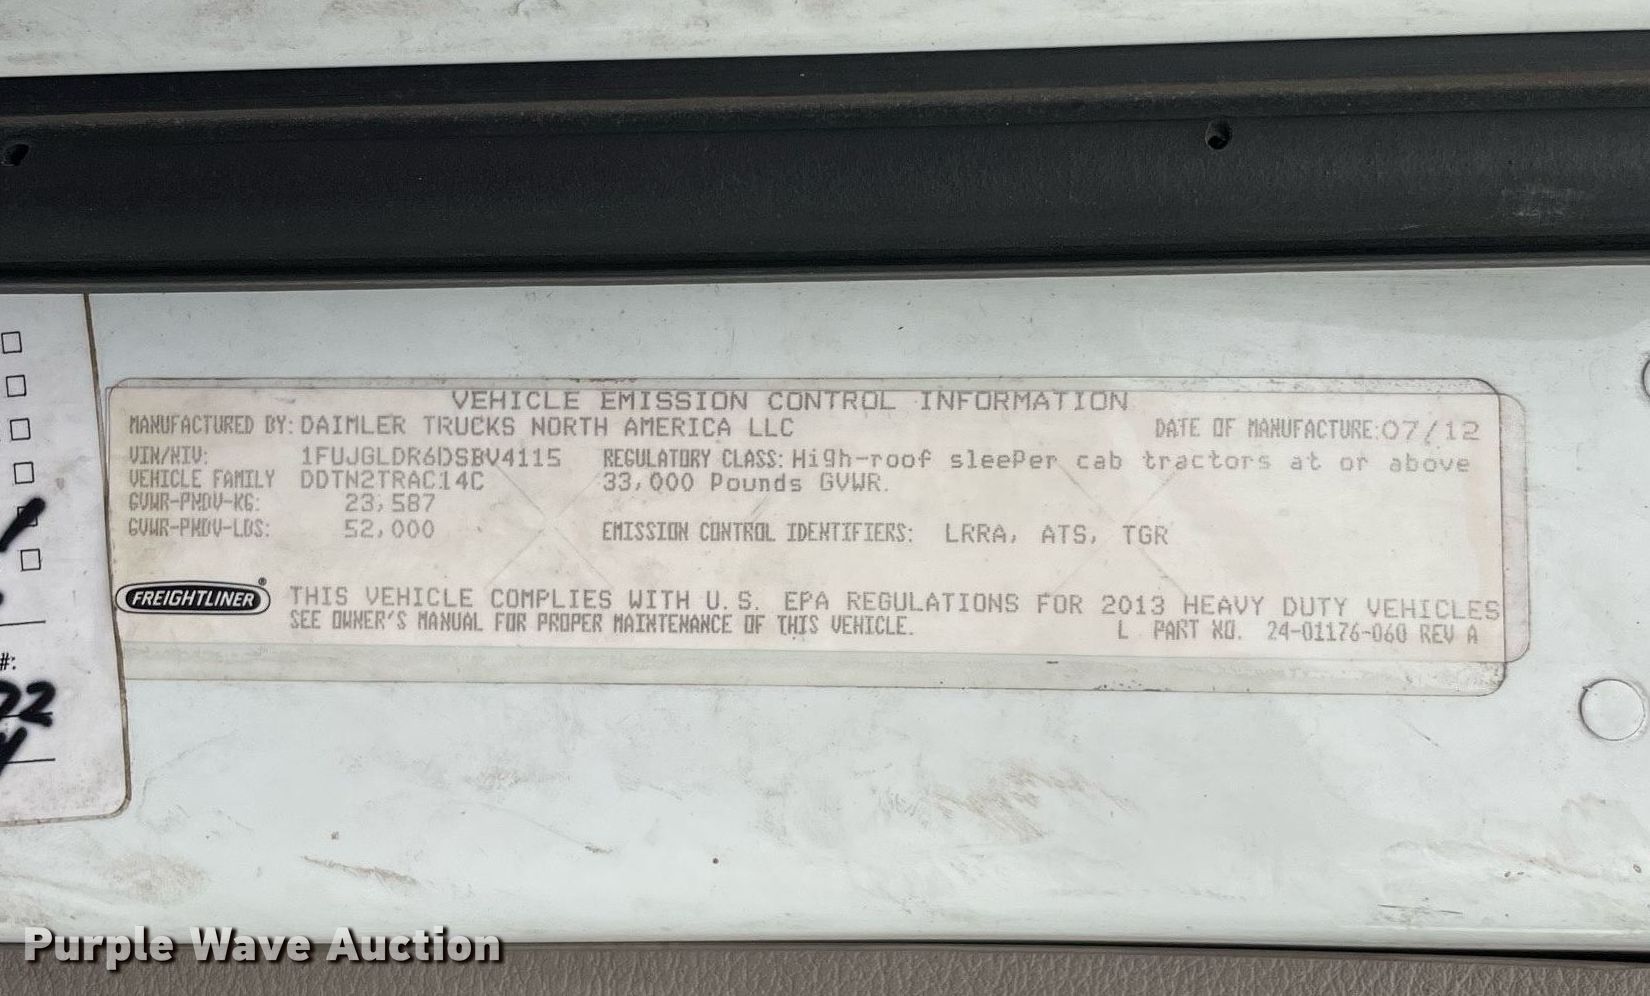 VEHICLE EMISSION CONTROL INFORMATION
MANUFACTURED BY: DAIMLER TRUCKS NORTH AMERICA LLC DATE OF MANUFACTURE: 07/12
VIN/NIV: 1FUJGLDR6DSBV4115 REGULATORY CLASS: High-roof sleeper cab tractors at or above
VEHICLE FAMILY DDTN2TRAC14C 33,000 Pounds GVWR.
GVWR-PNBV-KG: 23,587
GVWR-PNBV-LBS: 52,000 EMISSION CONTROL IDENTIFIERS: LRRA, ATS, TGR
FREIGHTLINER® THIS VEHICLE COMPLIES WITH U.S. EPA REGULATIONS FOR 2013 HEAVY DUTY VEHICLES
SEE OWNER'S MANUAL FOR PROPER MAINTENANCE OF THIS VEHICLE. L PART NO. 24-01176-060 REV A
#:
Purple Wave Auction